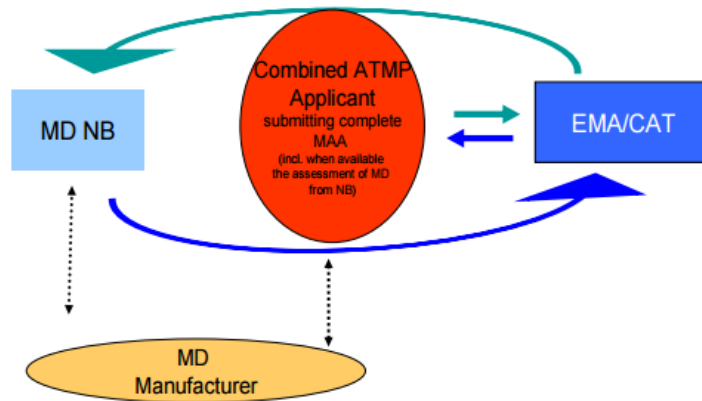 Combined ATMP
Applicant
submitting complete
MAA
(incl. when available
the assessment of MD
from NB)
MD NB
EMA/CAT
MD
Manufacturer